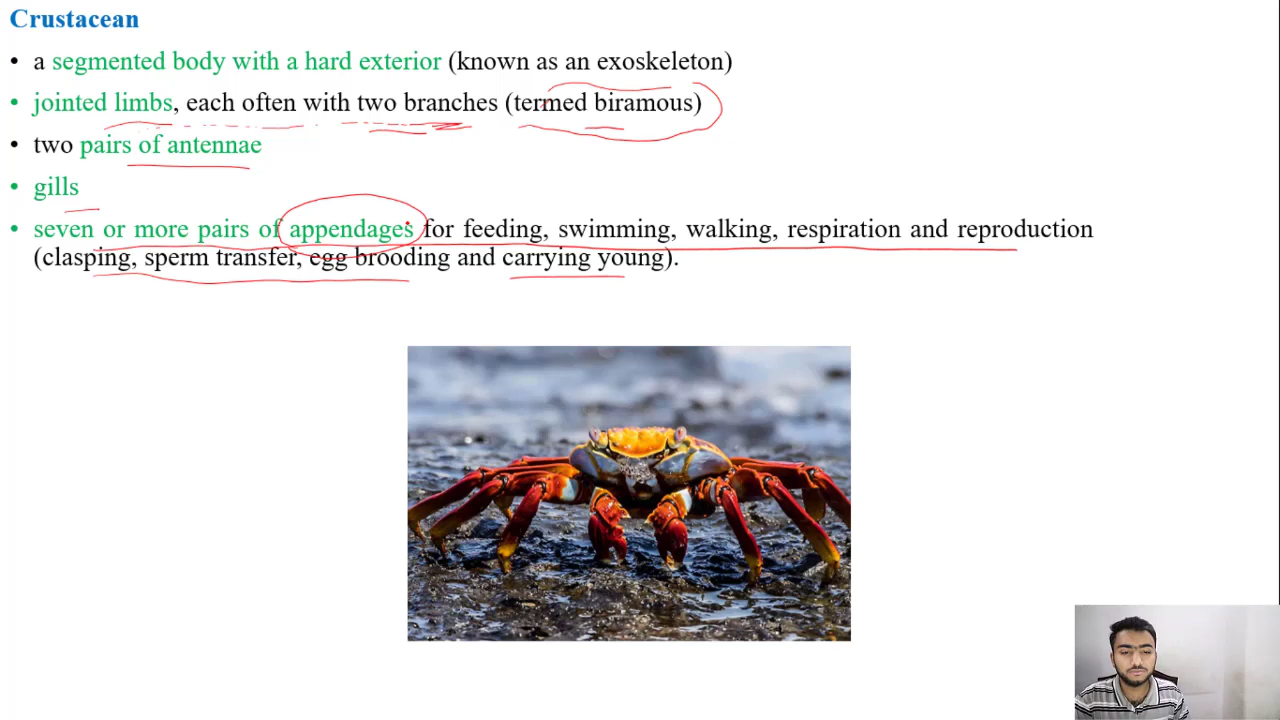 Crustacean
• a segmented body with a hard exterior (known as an exoskeleton)
• jointed limbs, each often with two branches (termed biramous)
• two pairs of antennae
• gills
• seven or more pairs of appendages for feeding, swimming, walking, respiration and reproduction
(clasping, sperm transfer, egg brooding and carrying young).